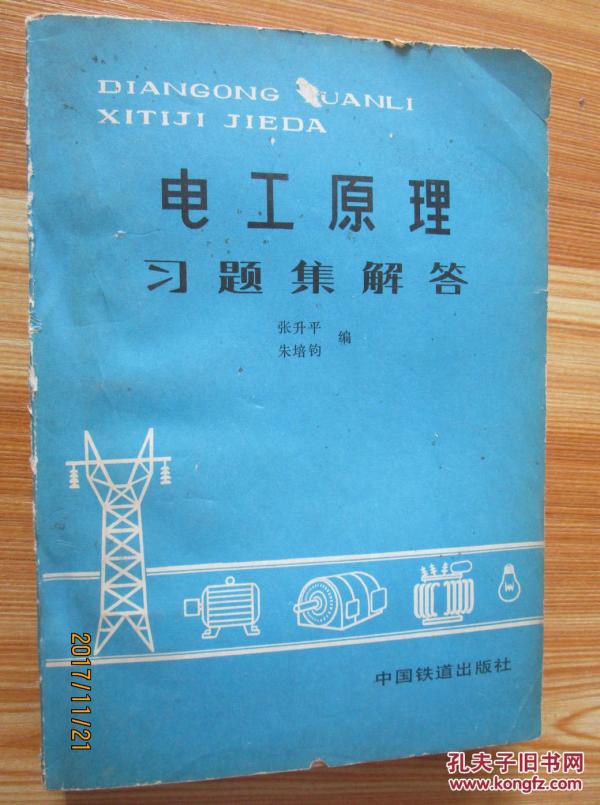 DIANGONG YUANLI
XITIJI JIEDA
电工原理
习题集解答
张升平
朱培钧 编
中国铁道出版社
2017/11/21
孔夫子旧书网
www.kongfz.com